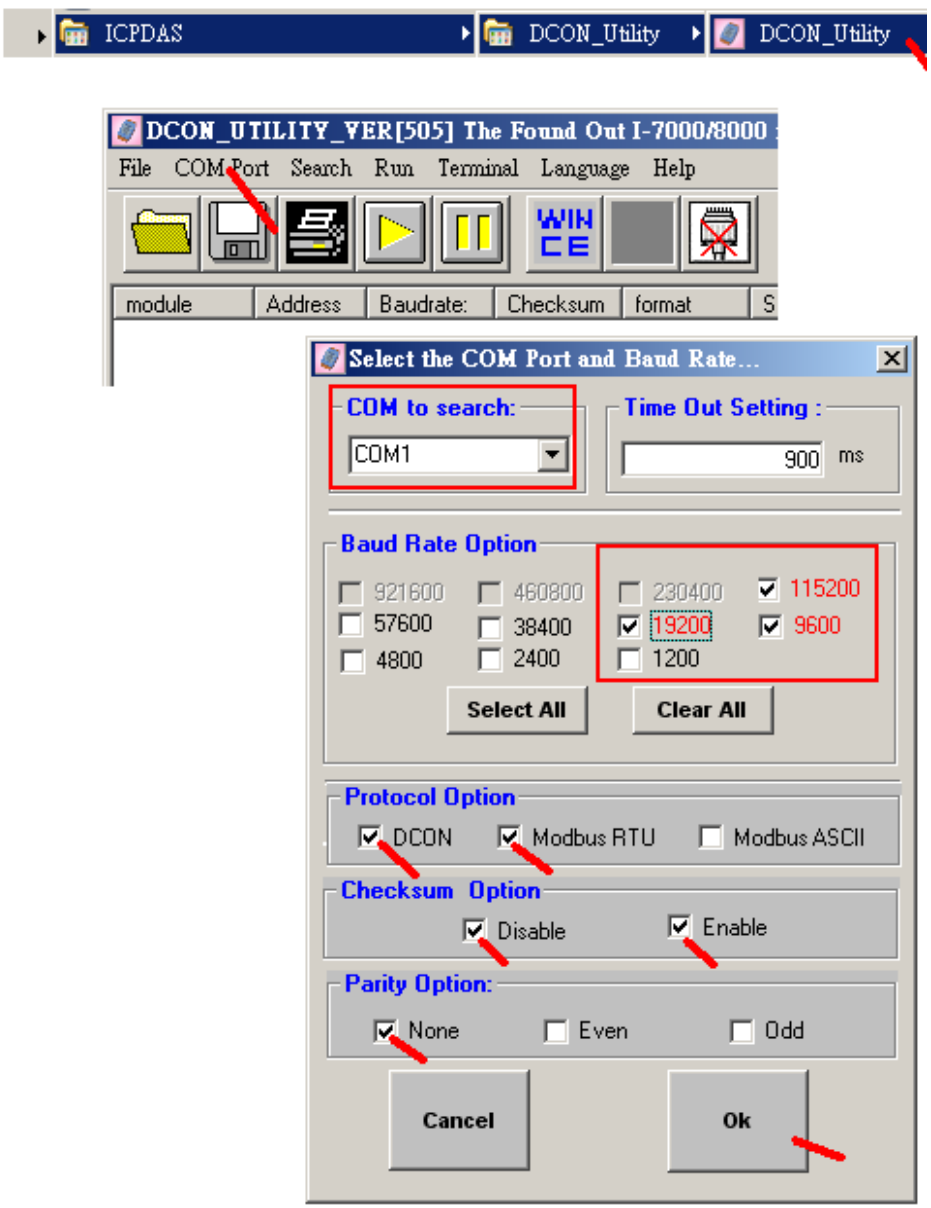 ICPDAS DCON_Utility DCON_Utility
DCON_UTILITY_VER[505] The Found Out I-7000/8000
File COM Port Search Run Terminal Language Help
WIN
CE
module Address Baudrate: Checksum format S
Select the COM Port and Baud Rate...
COM to search: Time Out Setting :
COM1 900 ms
Baud Rate Option
921600 460800 230400 115200
57600 38400 19200 9600
4800 2400 1200
Select All Clear All
Protocol Option
DCON Modbus RTU Modbus ASCII
Checksum Option
Disable Enable
Parity Option:
None Even Odd
Cancel Ok